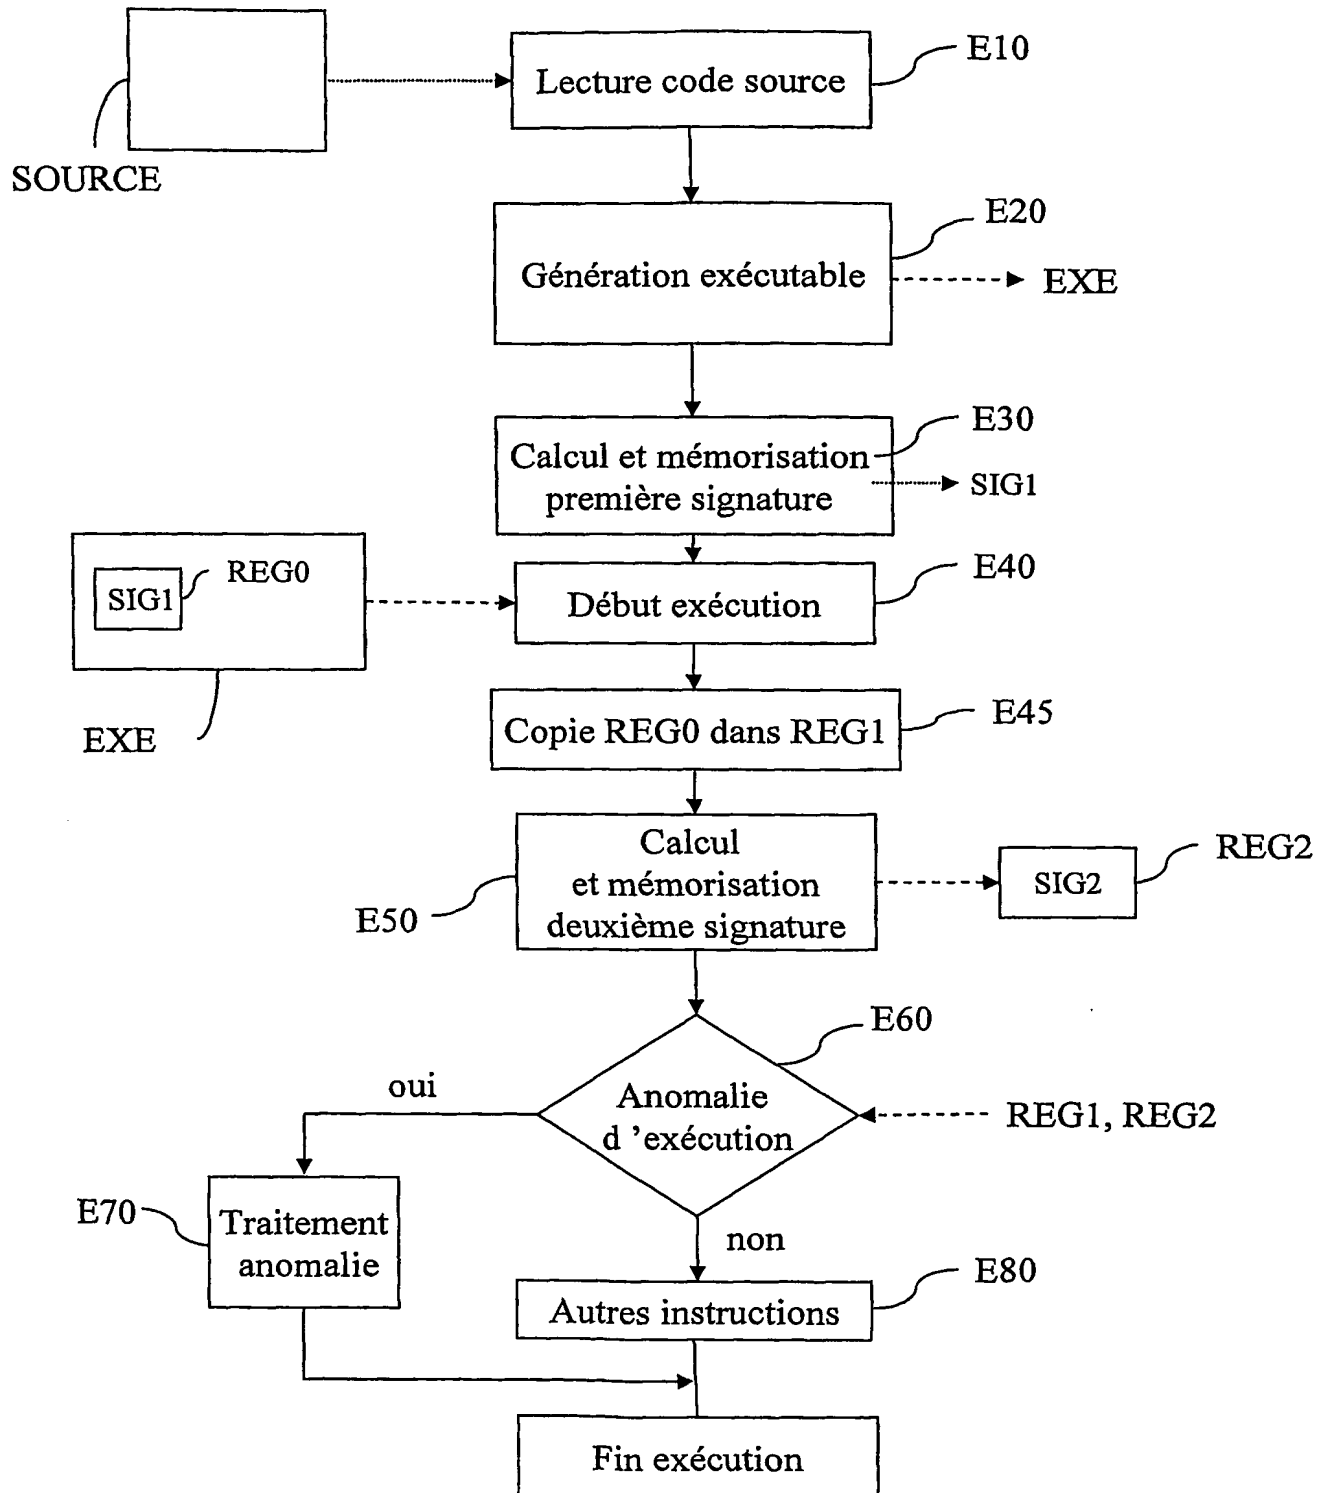 E10
Lecture code source
SOURCE
E20
Génération exécutable
EXE
E30
Calcul et mémorisation
première signature
SIG1
REG0
SIG1
E40
Début exécution
EXE
E45
Copie REG0 dans REG1
Calcul
et mémorisation
deuxième signature
E50
SIG2
REG2
E60
oui
Anomalie
d ’exécution
REG1, REG2
E70
Traitement
anomalie
non
E80
Autres instructions
Fin exécution